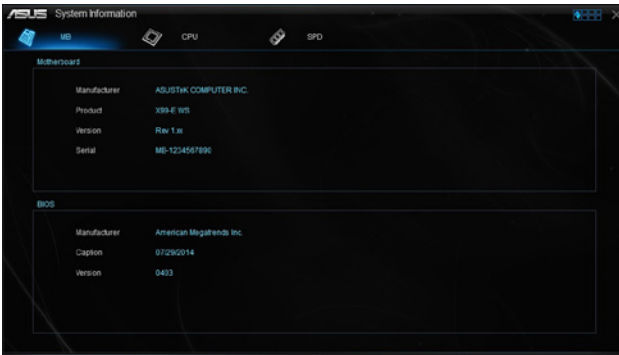 ASUS System Information
MB CPU SPD
Motherboard
Manufacturer ASUSTeK COMPUTER INC.
Product X99-E WS
Version Rev 1.xx
Serial MB-1234567890
BIOS
Manufacturer American Megatrends Inc.
Caption 07/29/2014
Version 0403